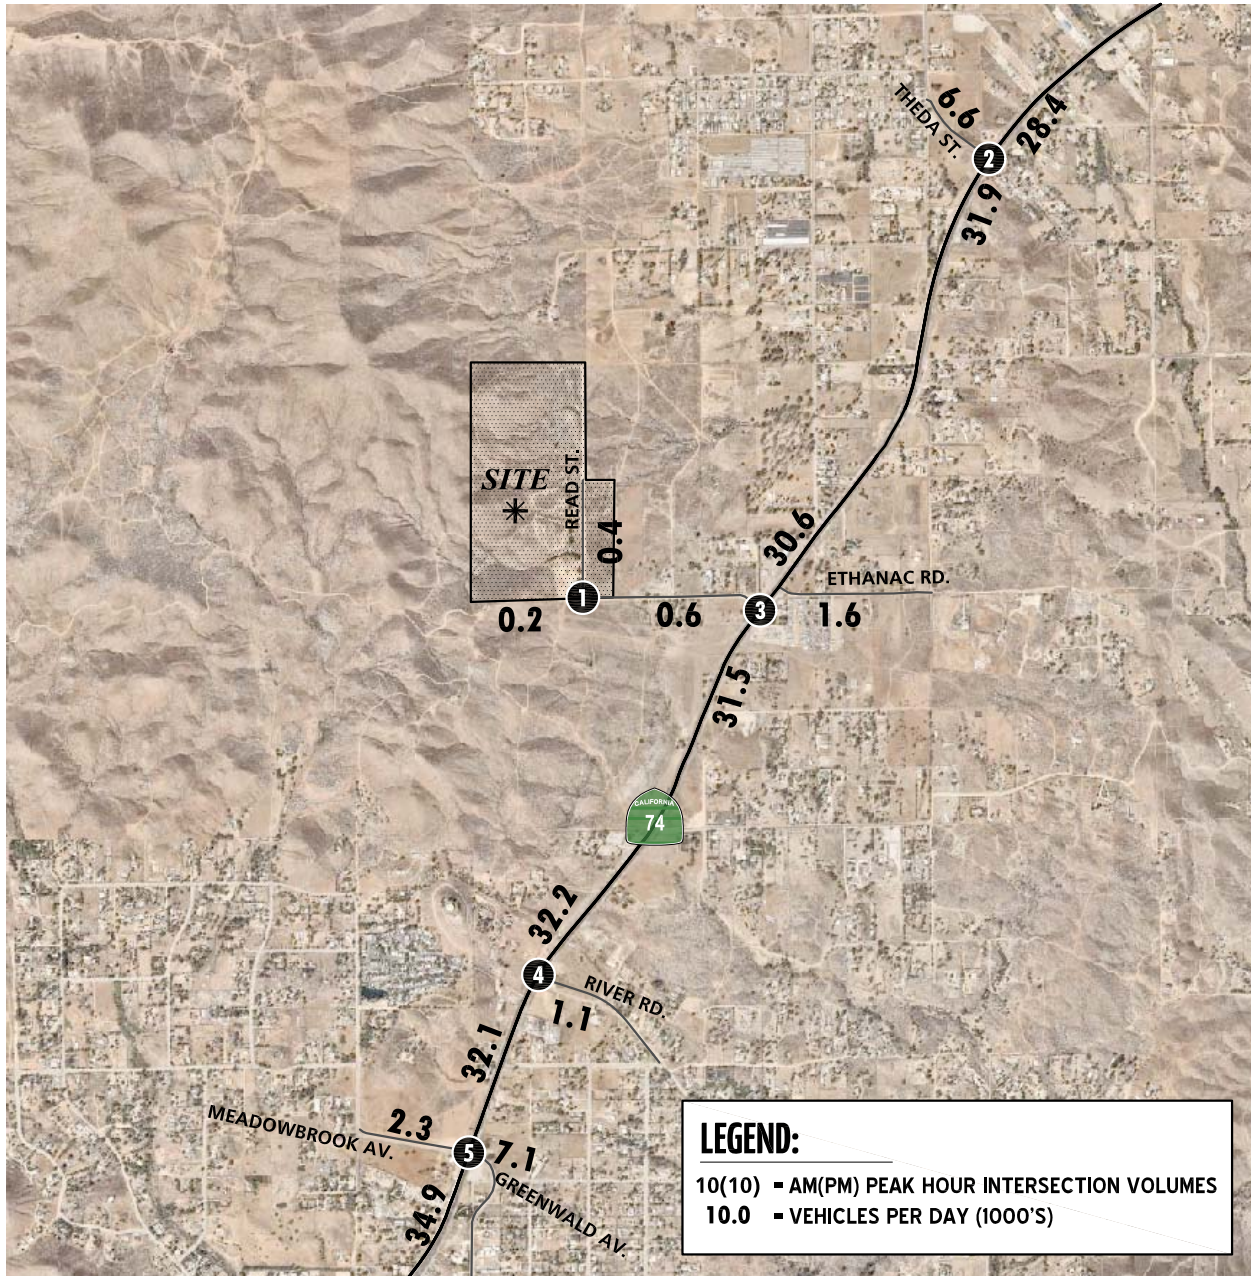 THEDA ST.
6.6
28.4
2
31.9
SITE
READ ST.
0.4
30.6
ETHANAC RD.
1
0.2
0.6
3
1.6
31.5
CALIFORNIA
74
32.2
4
RIVER RD.
1.1
32.1
MEADOWBROOK AV.
2.3
5
7.1
GREENWALD AV.
34.9
LEGEND:
10(10) = AM(PM) PEAK HOUR INTERSECTION VOLUMES
10.0 = VEHICLES PER DAY (1000'S)